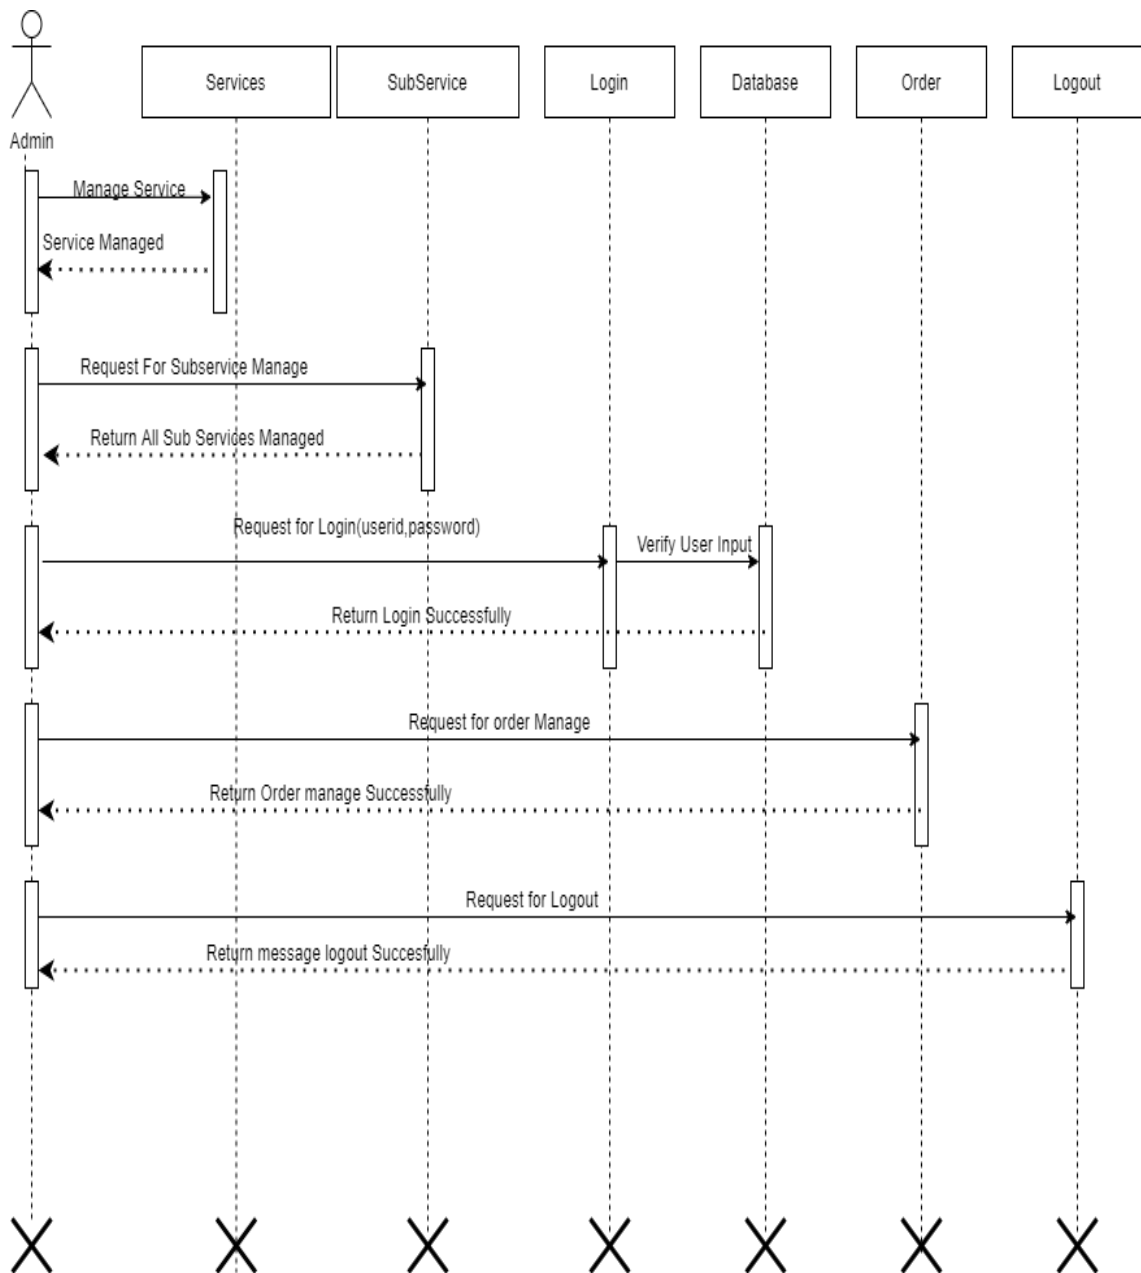 Services
SubService
Login
Database
Order
Logout
Admin
Manage Service
Service Managed
Request For Subservice Manage
Return All Sub Services Managed
Request for Login(userid,password)
Verify User Input
Return Login Successfully
Request for order Manage
Return Order manage Successfully
Request for Logout
Return message logout Succesfully